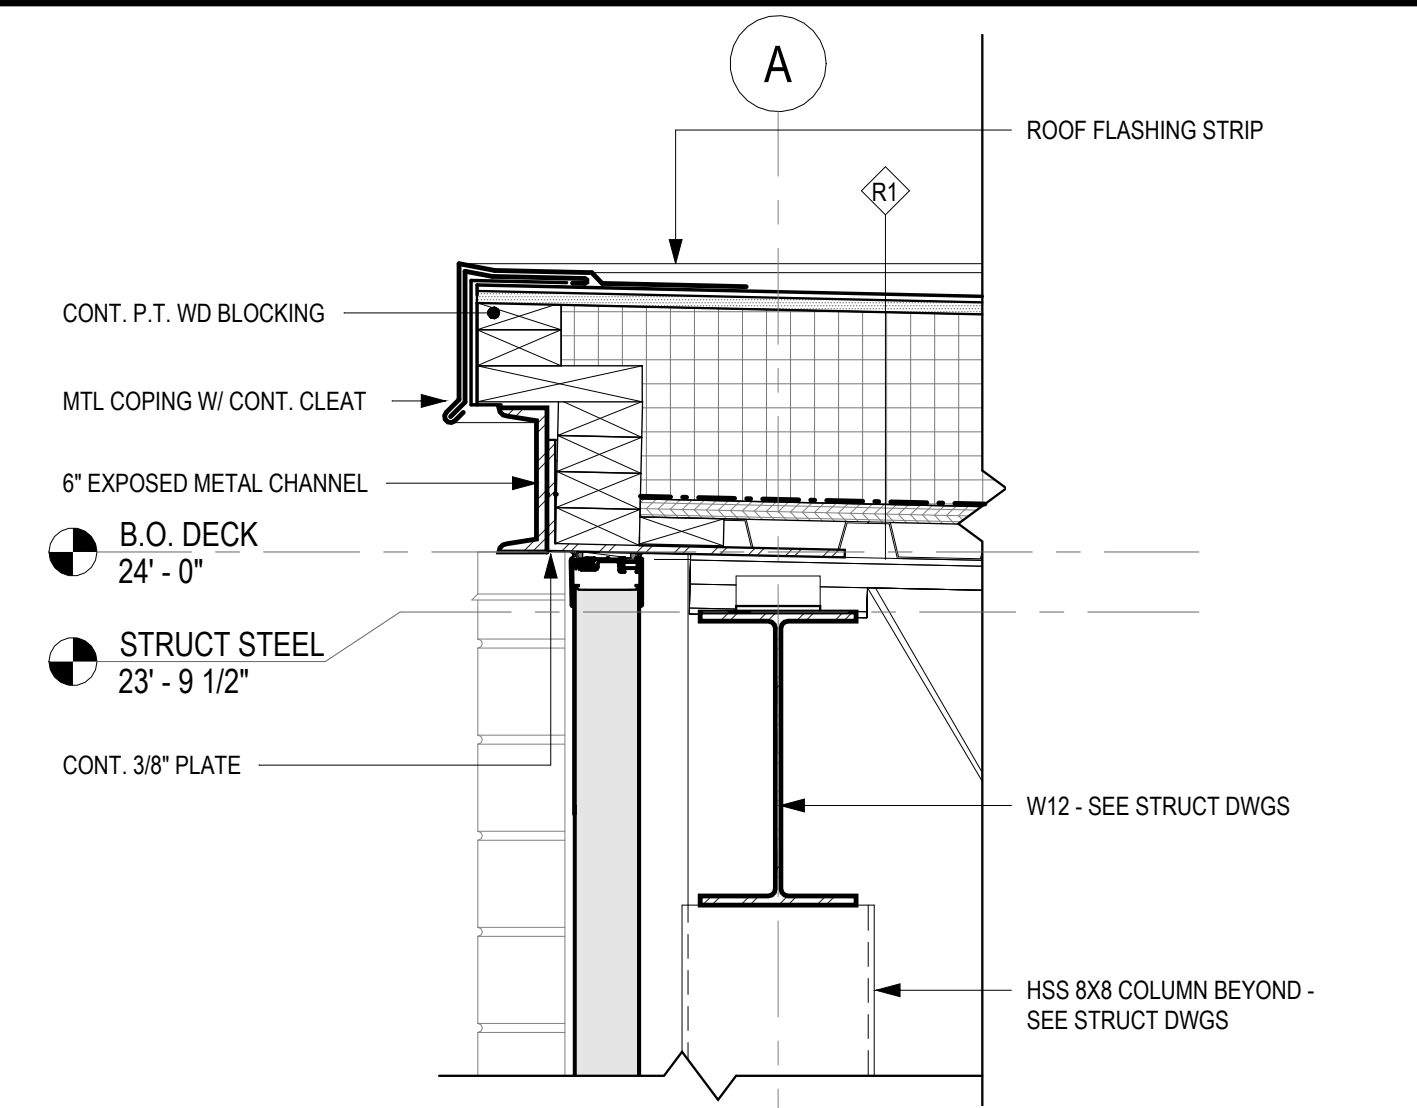 A
ROOF FLASHING STRIP
R1
CONT. P.T. WD BLOCKING
MTL COPING W/ CONT. CLEAT
6" EXPOSED METAL CHANNEL
B.O. DECK
24' - 0"
STRUCT STEEL
23' - 9 1/2"
CONT. 3/8" PLATE
W12 - SEE STRUCT DWGS
HSS 8X8 COLUMN BEYOND -
SEE STRUCT DWGS